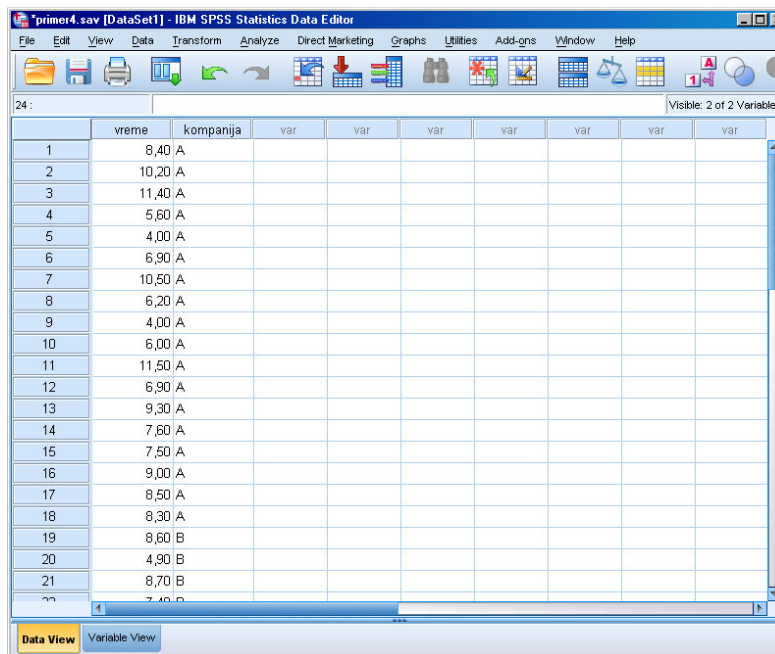 *primer4.sav [DataSet1] - IBM SPSS Statistics Data Editor
File Edit View Data Transform Analyze Direct Marketing Graphs Utilities Add-ons Window Help
24 : Visible: 2 of 2 Variable
vreme kompanija var var var var var var var
1 8,40 A
2 10,20 A
3 11,40 A
4 5,60 A
5 4,00 A
6 6,90 A
7 10,50 A
8 6,20 A
9 4,00 A
10 6,00 A
11 11,50 A
12 6,90 A
13 9,30 A
14 7,60 A
15 7,50 A
16 9,00 A
17 8,50 A
18 8,30 A
19 8,60 B
20 4,90 B
21 8,70 B
Data View Variable View